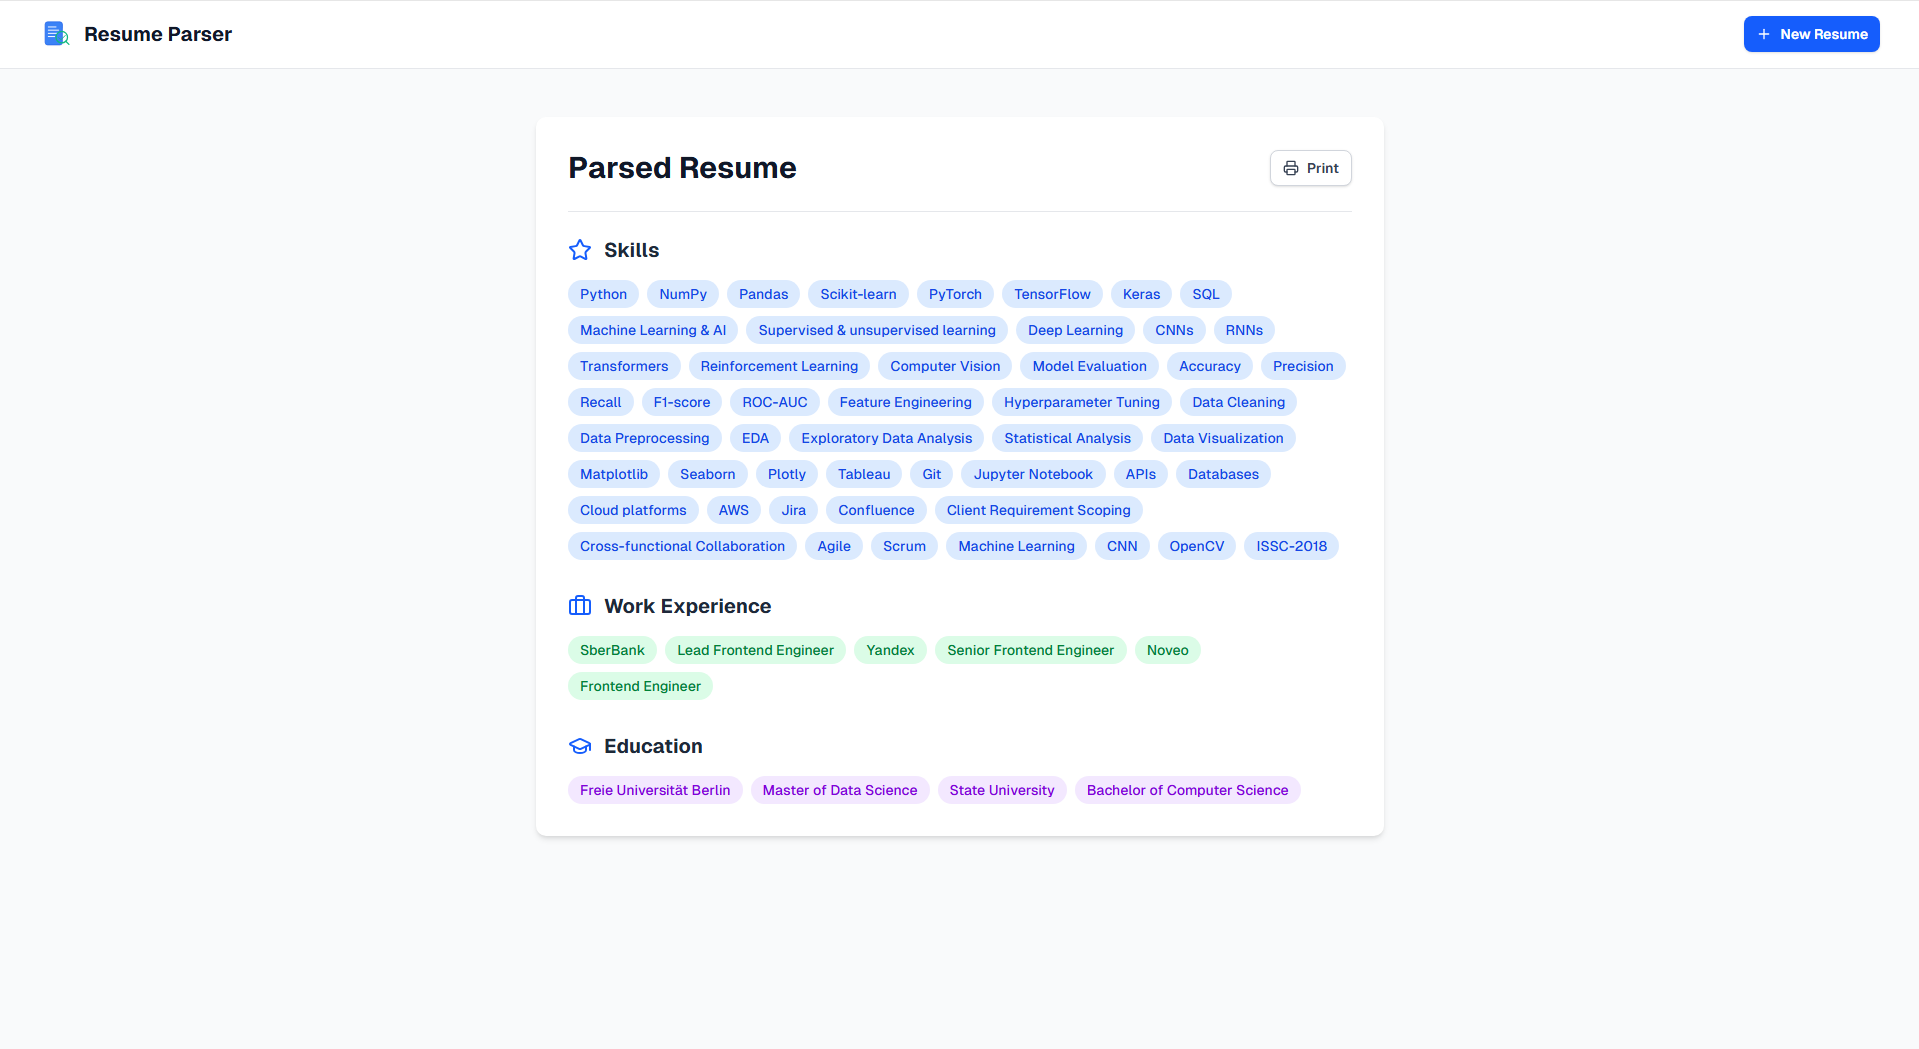 Resume Parser
New Resume
Parsed Resume
Print
Skills
Python NumPy Pandas Scikit-learn PyTorch TensorFlow Keras SQL
Machine Learning & AI Supervised & unsupervised learning Deep Learning CNNs RNNs
Transformers Reinforcement Learning Computer Vision Model Evaluation Accuracy Precision
Recall F1-score ROC-AUC Feature Engineering Hyperparameter Tuning Data Cleaning
Data Preprocessing EDA Exploratory Data Analysis Statistical Analysis Data Visualization
Matplotlib Seaborn Plotly Tableau Git Jupyter Notebook APIs Databases
Cloud platforms AWS Jira Confluence Client Requirement Scoping
Cross-functional Collaboration Agile Scrum Machine Learning CNN OpenCV ISSC-2018
Work Experience
SberBank Lead Frontend Engineer Yandex Senior Frontend Engineer Noveo
Frontend Engineer
Education
Freie Universität Berlin Master of Data Science State University Bachelor of Computer Science